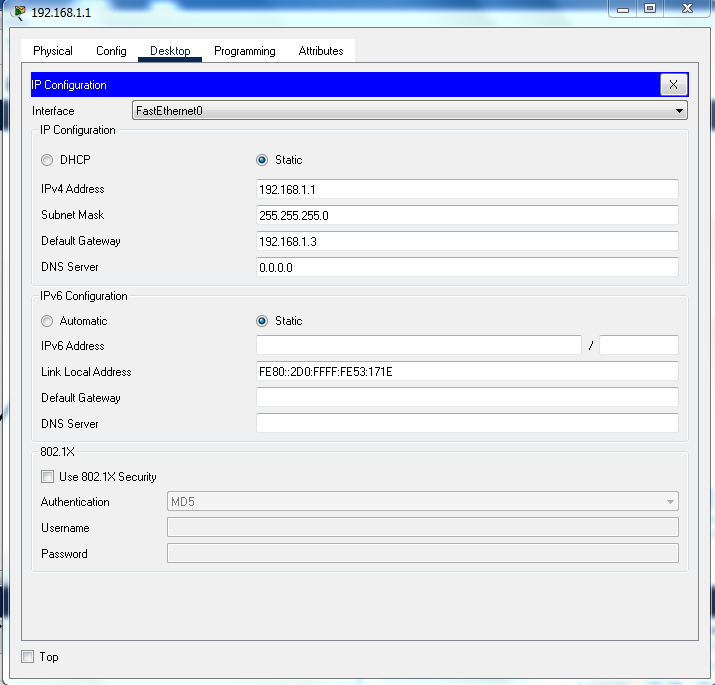 192.168.1.1
Physical Config Desktop Programming Attributes
IP Configuration X
Interface FastEthernet0
IP Configuration
DHCP Static
IPv4 Address 192.168.1.1
Subnet Mask 255.255.255.0
Default Gateway 192.168.1.3
DNS Server 0.0.0.0
IPv6 Configuration
Automatic Static
IPv6 Address /
Link Local Address FE80::2D0:FFFF:FE53:171E
Default Gateway
DNS Server
802.1X
Use 802.1X Security
Authentication MD5
Username
Password
Top